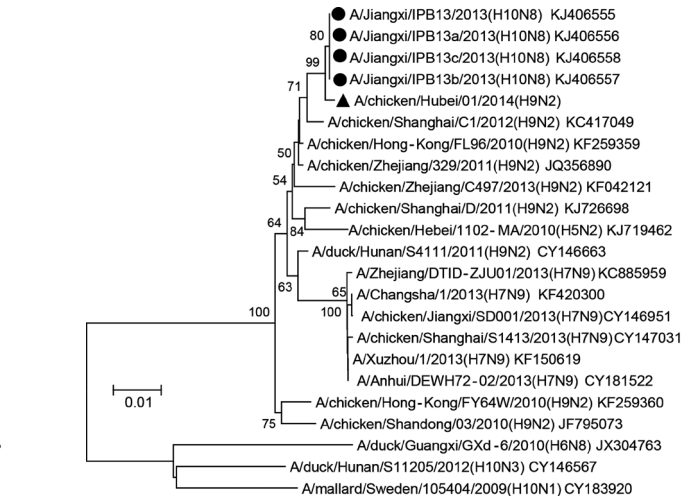 A/Jiangxi/IPB13/2013(H10N8) KJ406555
80
A/Jiangxi/IPB13a/2013(H10N8) KJ406556
A/Jiangxi/IPB13c/2013(H10N8) KJ406558
99
A/Jiangxi/IPB13b/2013(H10N8) KJ406557
71
A/chicken/Hubei/01/2014(H9N2)
A/chicken/Shanghai/C1/2012(H9N2) KC417049
A/chicken/Hong-Kong/FL96/2010(H9N2) KF259359
50
A/chicken/Zhejiang/329/2011(H9N2) JQ356890
54
A/chicken/Zhejiang/C497/2013(H9N2) KF042121
A/chicken/Shanghai/D/2011(H9N2) KJ726698
64
84
A/chicken/Hebei/1102-MA/2010(H5N2) KJ719462
A/duck/Hunan/S4111/2011(H9N2) CY146663
A/Zhejiang/DTID-ZJU01/2013(H7N9) KC885959
63
65
A/Changsha/1/2013(H7N9) KF420300
100
100
A/chicken/Jiangxi/SD001/2013(H7N9)CY146951
A/chicken/Shanghai/S1413/2013(H7N9)CY147031
A/Xuzhou/1/2013(H7N9) KF150619
A/Anhui/DEWH72-02/2013(H7N9) CY181522
0.01
A/chicken/Hong-Kong/FY64W/2010(H9N2) KF259360
75
A/chicken/Shandong/03/2010(H9N2) JF795073
A/duck/Guangxi/GXd-6/2010(H6N8) JX304763
A/duck/Hunan/S11205/2012(H10N3) CY146567
A/mallard/Sweden/105404/2009(H10N1) CY183920